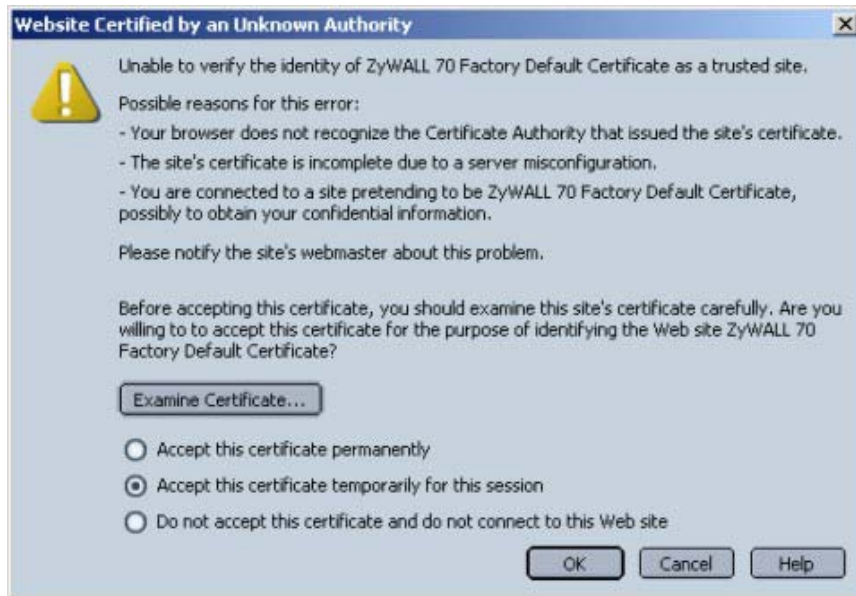 Website Certified by an Unknown Authority
Unable to verify the identity of ZyWALL 70 Factory Default Certificate as a trusted site.
Possible reasons for this error:
- Your browser does not recognize the Certificate Authority that issued the site's certificate.
- The site's certificate is incomplete due to a server misconfiguration.
- You are connected to a site pretending to be ZyWALL 70 Factory Default Certificate,
possibly to obtain your confidential information.
Please notify the site's webmaster about this problem.
Before accepting this certificate, you should examine this site's certificate carefully. Are you
willing to to accept this certificate for the purpose of identifying the Web site ZyWALL 70
Factory Default Certificate?
Examine Certificate...
Accept this certificate permanently
Accept this certificate temporarily for this session
Do not accept this certificate and do not connect to this Web site
OK Cancel Help